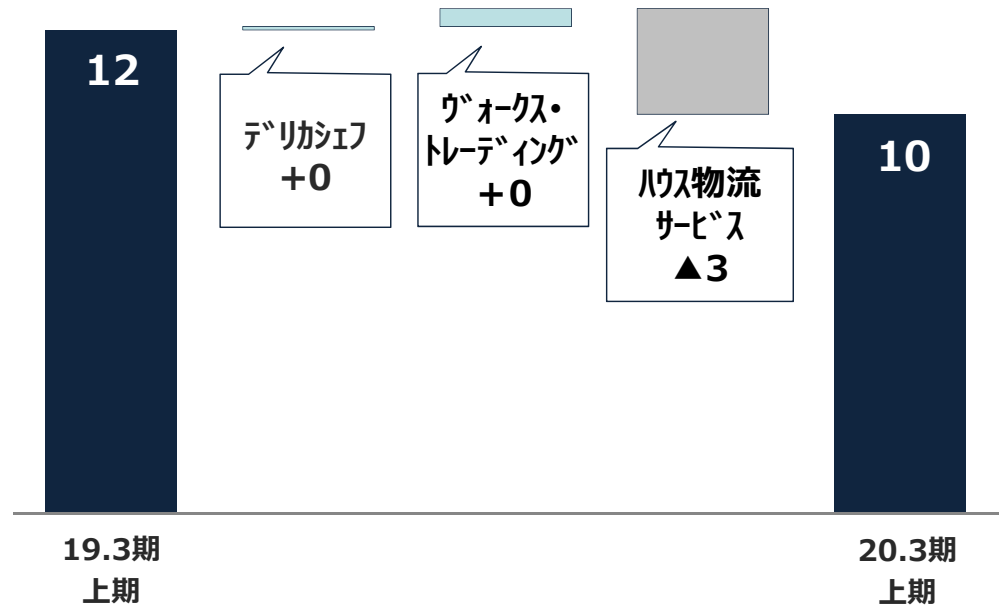 12
ﾃﾞﾘｶｼｪﾌ
+0
ｳﾞｫｰｸｽ・
ﾄﾚｰﾃﾞｨﾝｸﾞ
+0
ﾊｳｽ物流
ｻｰﾋﾞｽ
▲3
10
19.3期
上期
20.3期
上期